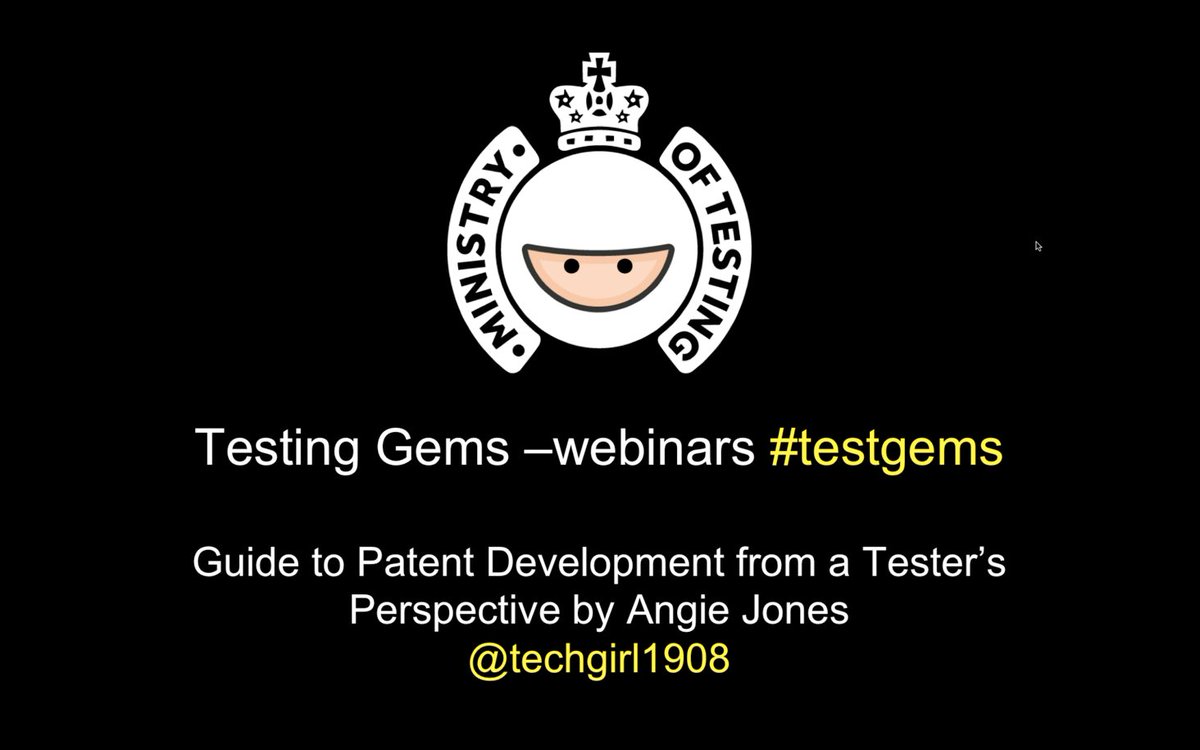 •MINISTRY•
OF TESTING
Testing Gems –webinars #testgems
Guide to Patent Development from a Tester’s
Perspective by Angie Jones
@techgirl1908